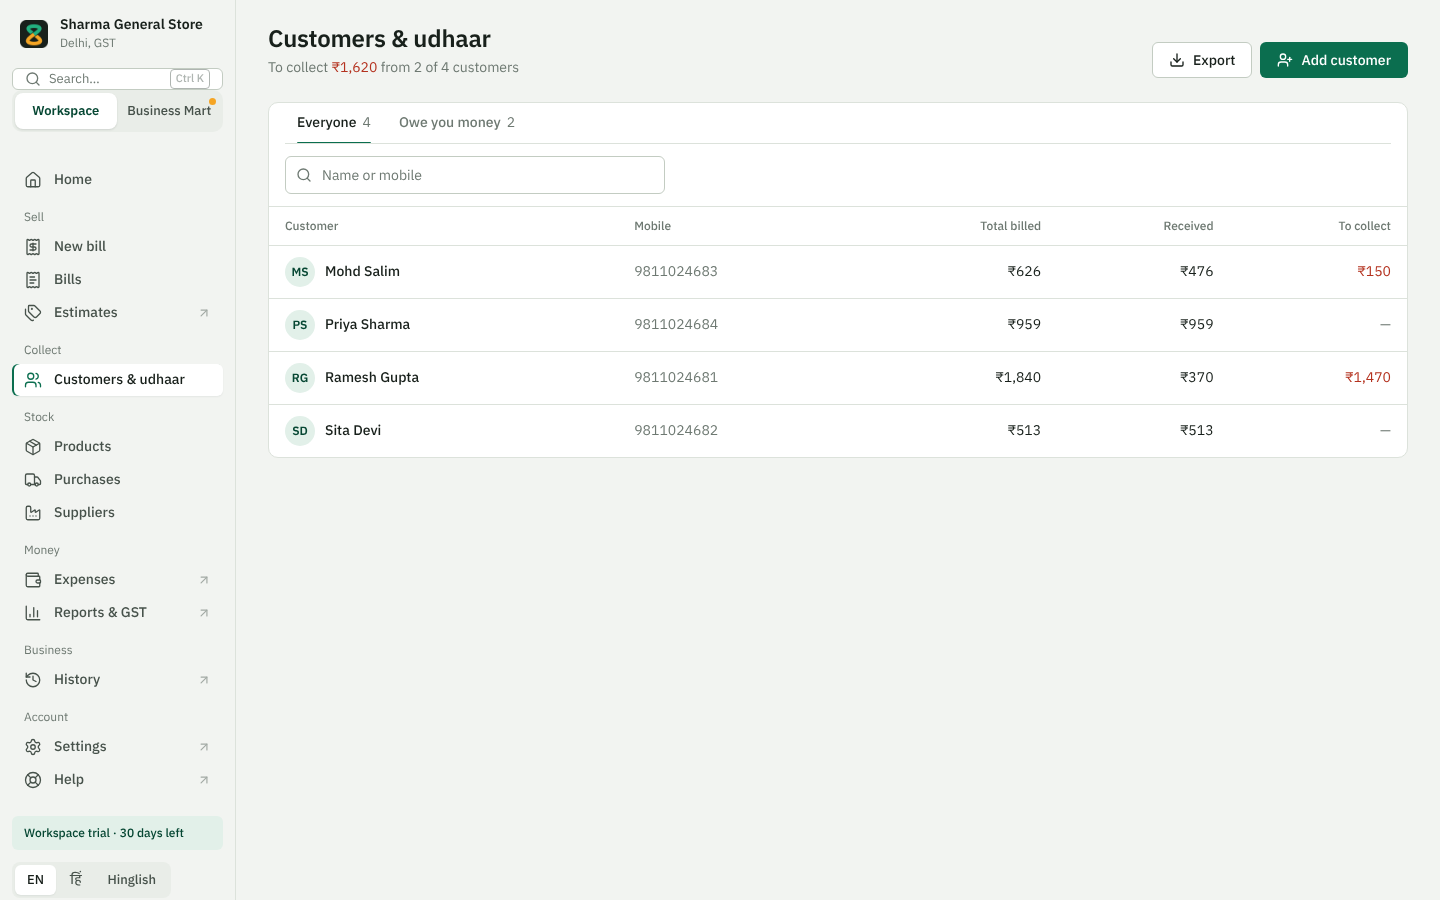 Sharma General Store
Delhi, GST
Search...
Ctrl K
Workspace
Business Mart
Home
Sell
New bill
Bills
Estimates
Collect
Customers & udhaar
Stock
Products
Purchases
Suppliers
Money
Expenses
Reports & GST
Business
History
Account
Settings
Help
Workspace trial · 30 days left
EN हिं Hinglish
Customers & udhaar
To collect ₹1,620 from 2 of 4 customers
Export
Add customer
Everyone 4 Owe you money 2
Name or mobile
Customer Mobile Total billed Received To collect
MS Mohd Salim 9811024683 ₹626 ₹476 ₹150
PS Priya Sharma 9811024684 ₹959 ₹959 —
RG Ramesh Gupta 9811024681 ₹1,840 ₹370 ₹1,470
SD Sita Devi 9811024682 ₹513 ₹513 —